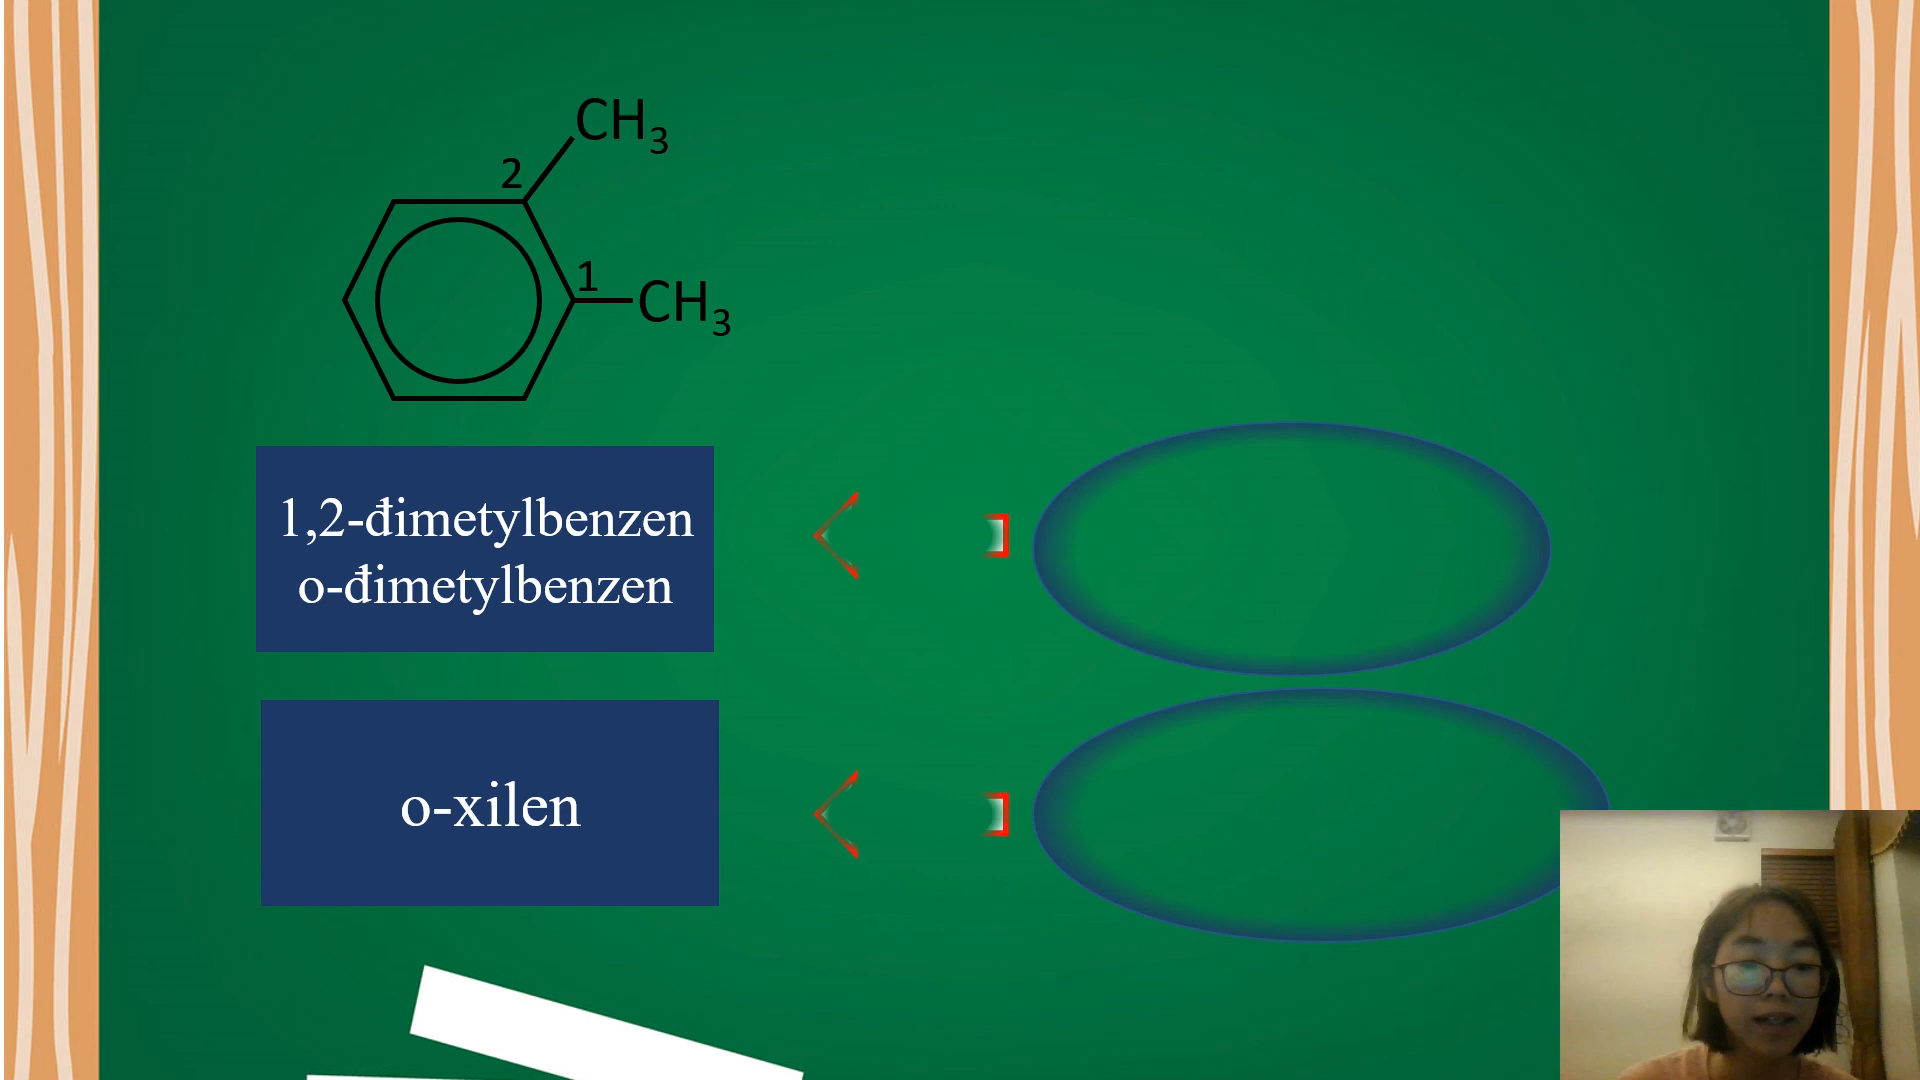 CH₃
2
1
CH₃
1,2-đimetylbenzen
o-đimetylbenzen
o-xilen